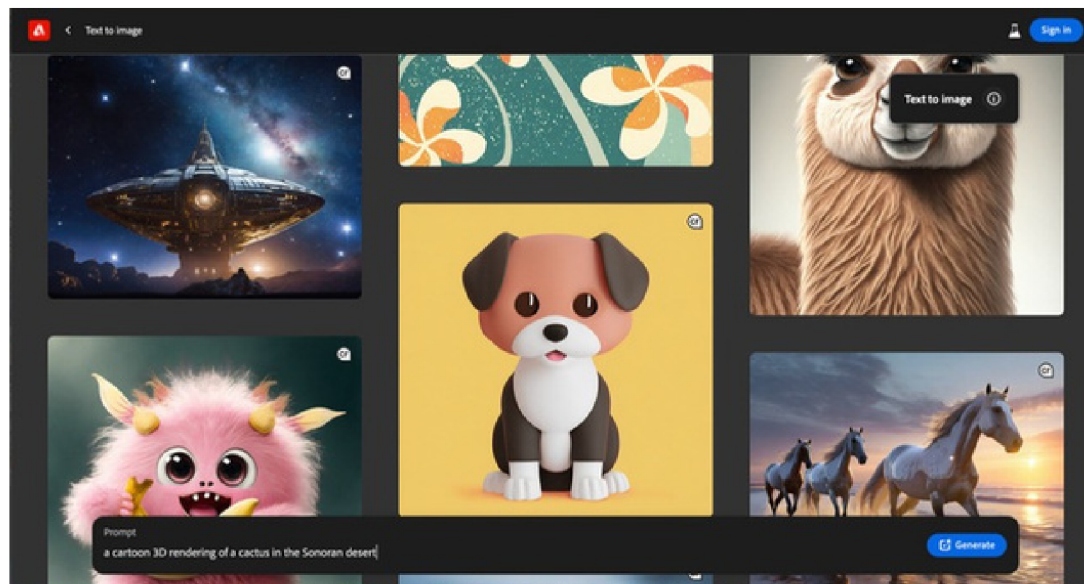 Text to image
Sign in
Text to image
Prompt
a cartoon 3D rendering of a cactus in the Sonoran desert
Generate